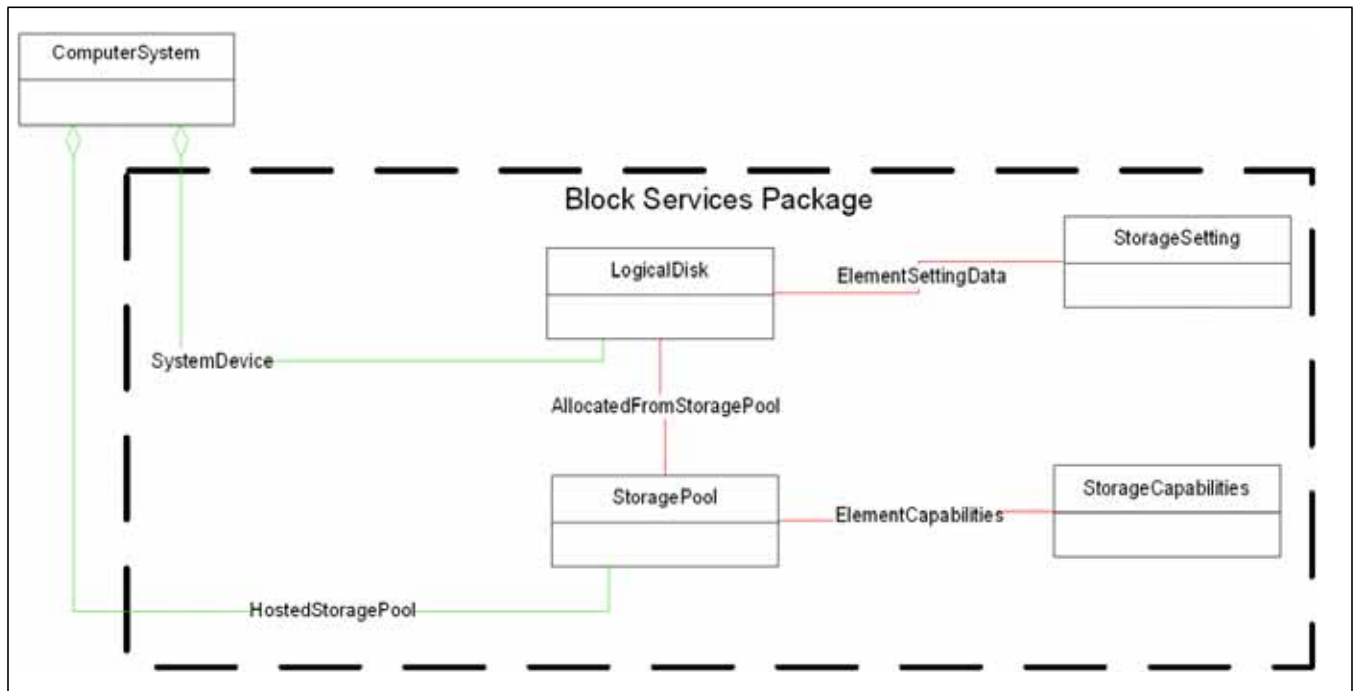 ComputerSystem
Block Services Package
StorageSetting
LogicalDisk
ElementSettingData
SystemDevice
AllocatedFromStoragePool
StoragePool
StorageCapabilities
ElementCapabilities
HostedStoragePool